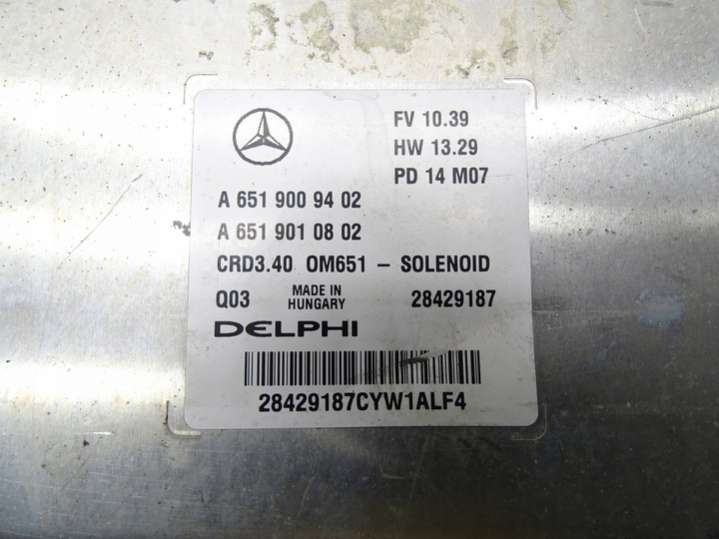 FV 10.39
HW 13.29
PD 14 M07
A 651 900 94 02
A 651 901 08 02
CRD3.40 OM651 – SOLENOID
Q03 MADE IN HUNGARY 28429187
DELPHI
28429187CYW1ALF4